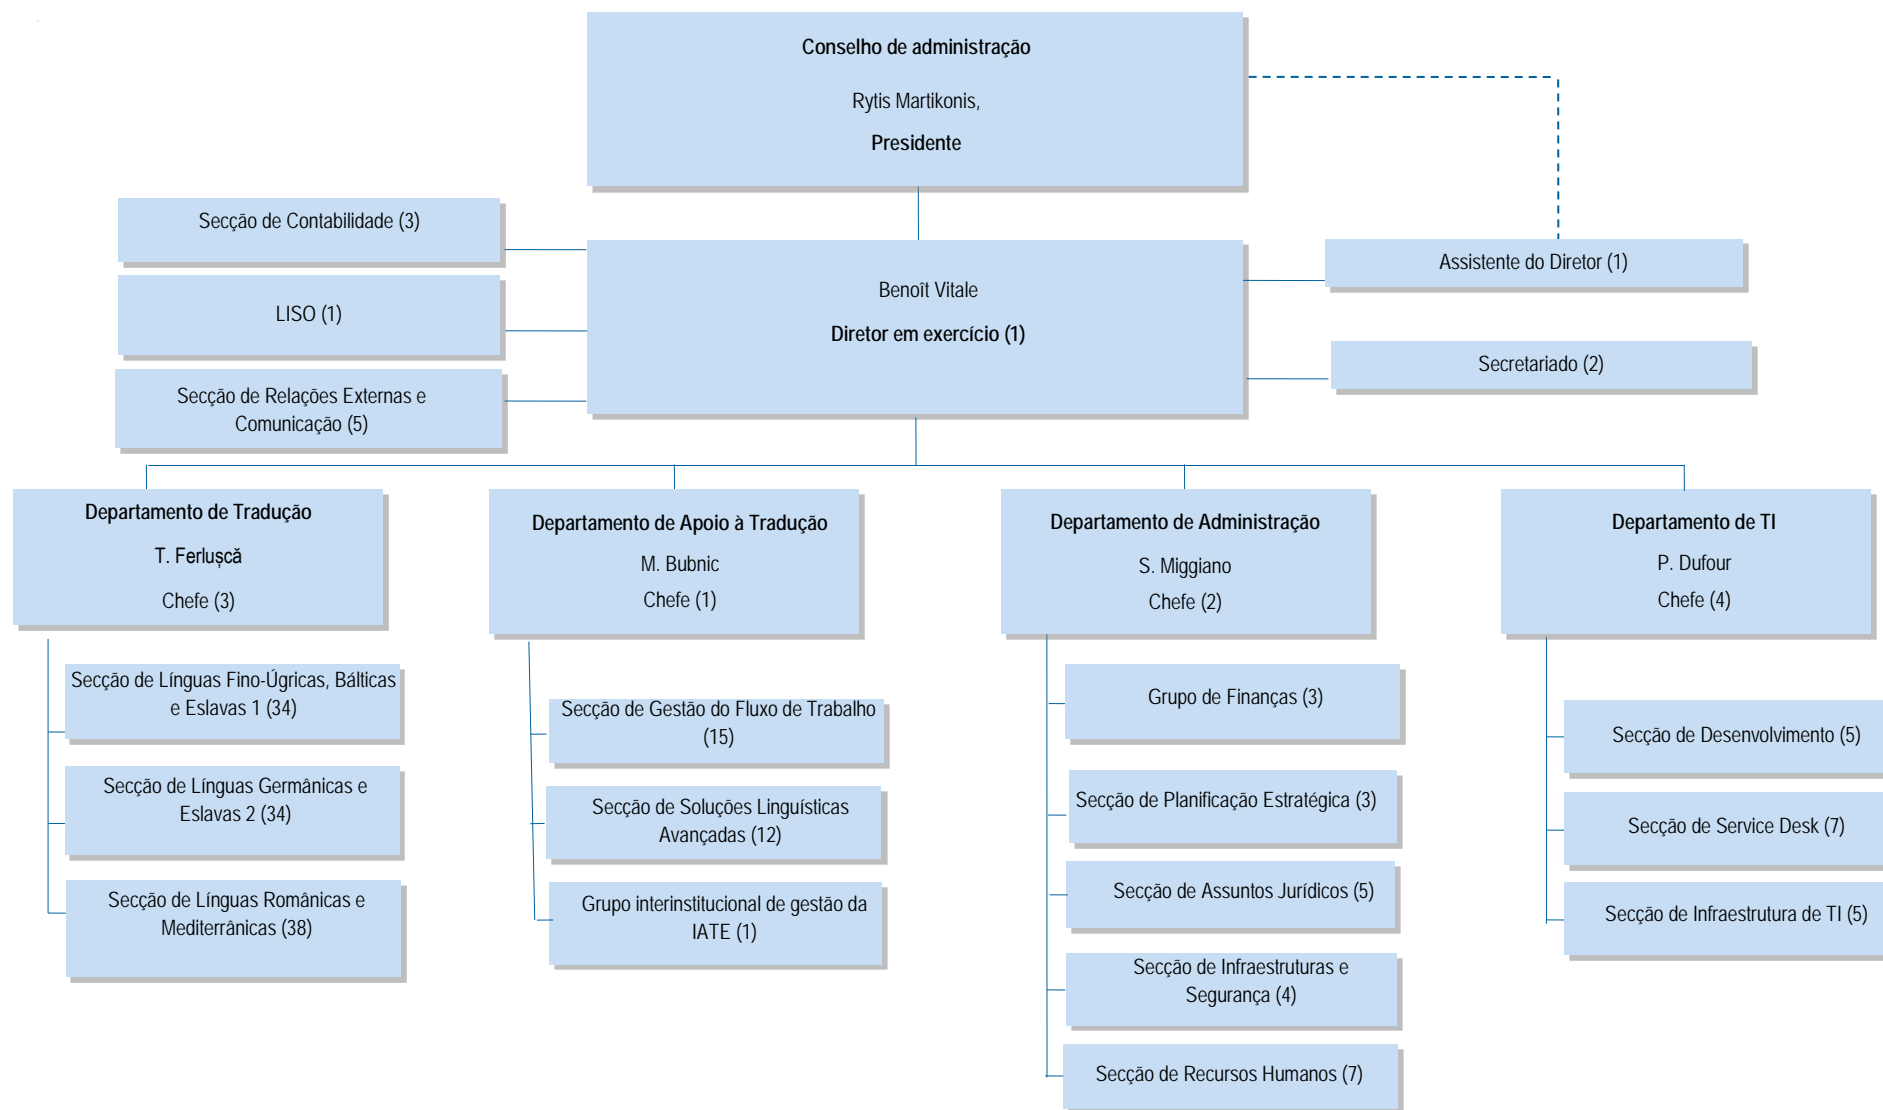 Conselho de administração
Rytis Martikonis,
Presidente
Secção de Contabilidade (3)
LISO (1)
Secção de Relações Externas e
Comunicação (5)
Benoît Vitale
Diretor em exercício (1)
Assistente do Diretor (1)
Secretariado (2)
Departamento de Tradução
T. Ferlușcă
Chefe (3)
Secção de Línguas Fino-Úgricas, Bálticas
e Eslavas 1 (34)
Secção de Línguas Germânicas e
Eslavas 2 (34)
Secção de Línguas Românicas e
Mediterrânicas (38)
Departamento de Apoio à Tradução
M. Bubnic
Chefe (1)
Secção de Gestão do Fluxo de Trabalho
(15)
Secção de Soluções Linguísticas
Avançadas (12)
Grupo interinstitucional de gestão da
IATE (1)
Departamento de Administração
S. Miggiano
Chefe (2)
Grupo de Finanças (3)
Secção de Planificação Estratégica (3)
Secção de Assuntos Jurídicos (5)
Secção de Infraestruturas e
Segurança (4)
Secção de Recursos Humanos (7)
Departamento de TI
P. Dufour
Chefe (4)
Secção de Desenvolvimento (5)
Secção de Service Desk (7)
Secção de Infraestrutura de TI (5)